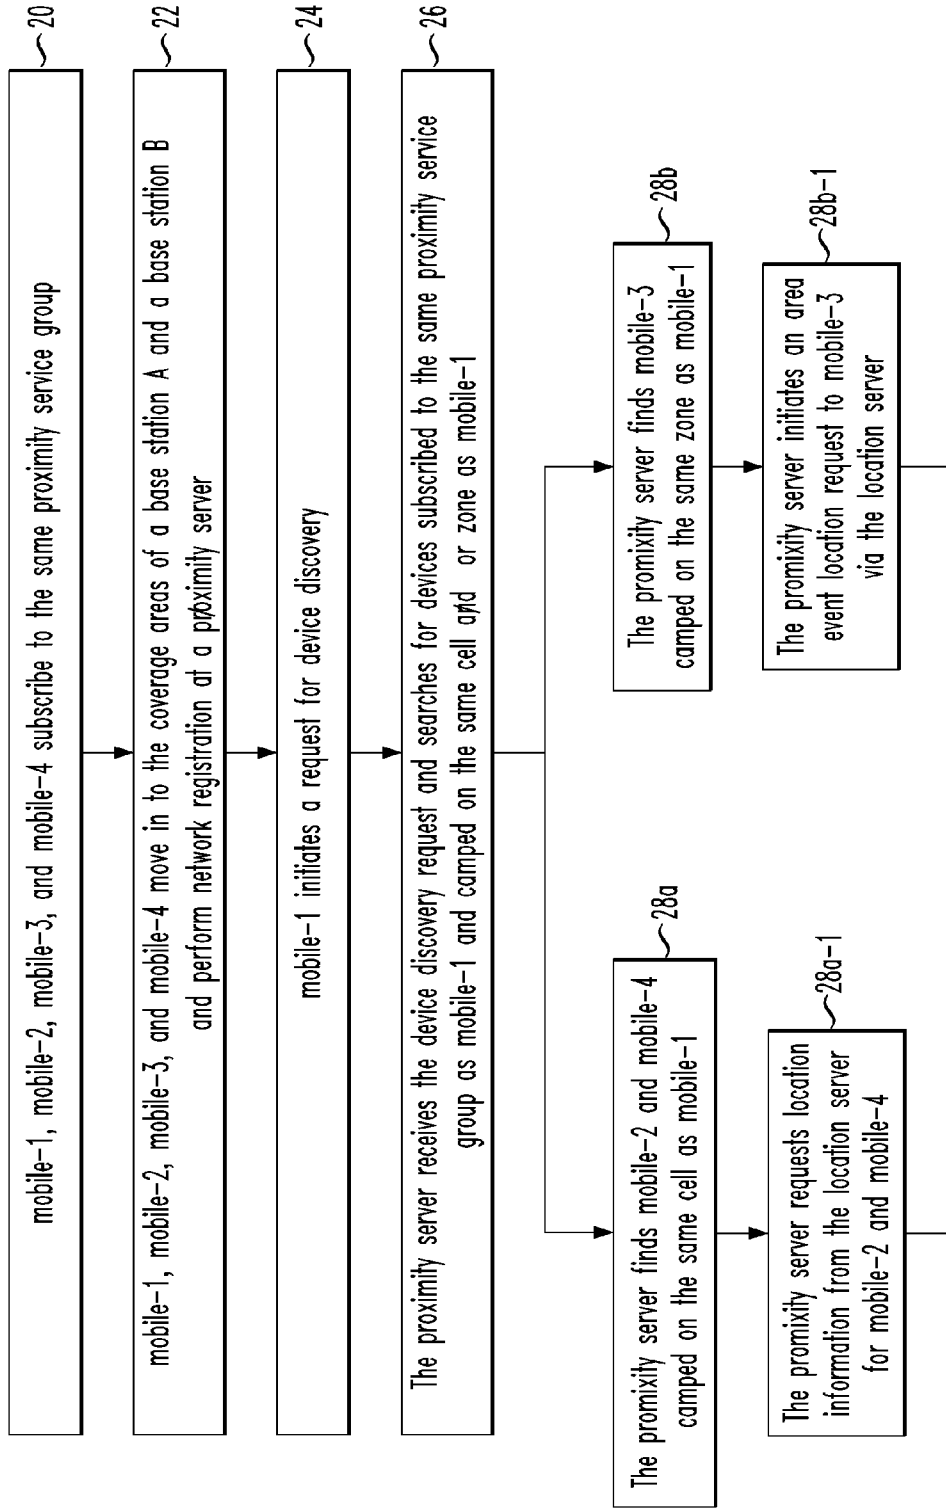 mobile-1, mobile-2, mobile-3, and mobile-4 subscribe to the same proximity service group
20
mobile-1, mobile-2, mobile-3, and mobile-4 move in to the coverage areas of a base station A and a base station B
and perform network registration at a proximity server
22
mobile-1 initiates a request for device discovery
24
The proximity server receives the device discovery request and searches for devices subscribed to the same proximity service
group as mobile-1 and camped on the same cell and or zone as mobile-1
26
The promixity server finds mobile-2 and mobile-4
camped on the same cell as mobile-1
28a
The promixity server requests location
information from the location server
for mobile-2 and mobile-4
28a-1
The promixity server finds mobile-3
camped on the same zone as mobile-1
28b
The promixity server initiates an area
event location request to mobile-3
via the location server
28b-1